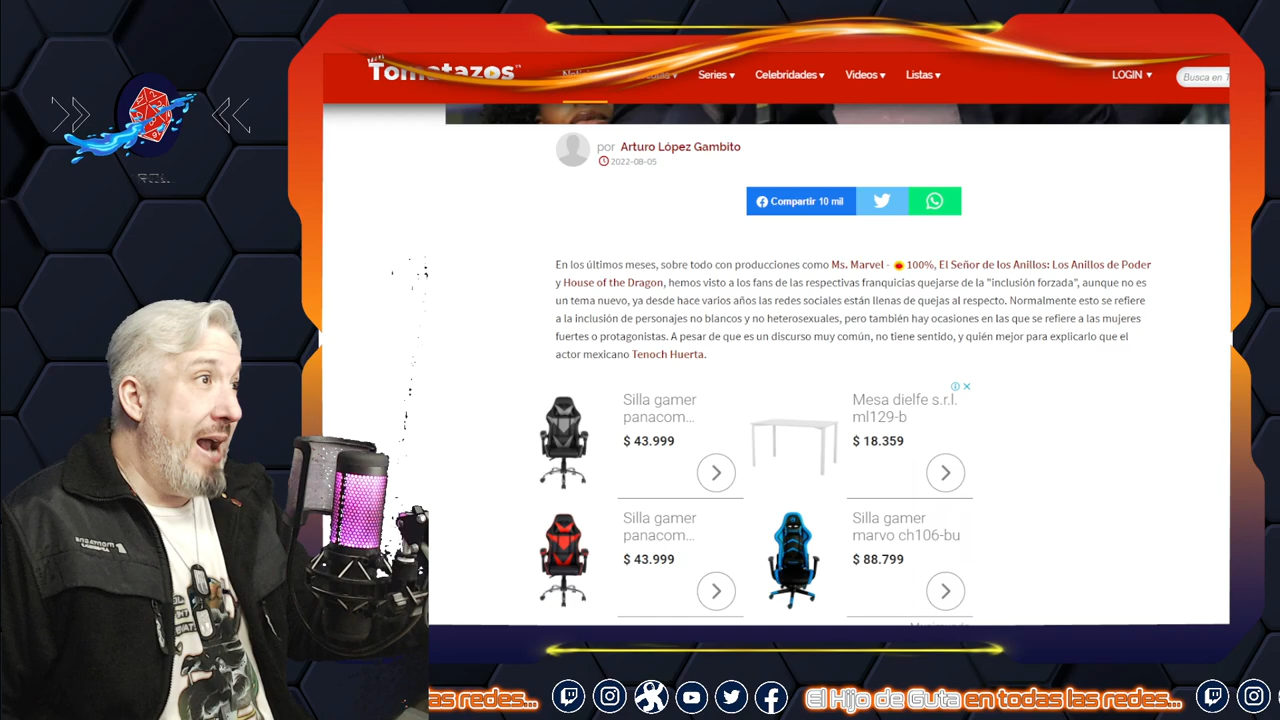 Tomatazos
Series ▾ Celebridades ▾ Videos ▾ Listas ▾ LOGIN ▾ Busca en T
por Arturo López Gambito
2022-08-05
Compartir 10 mil
En los últimos meses, sobre todo con producciones como Ms. Marvel - 100%, El Señor de los Anillos: Los Anillos de Poder
y House of the Dragon, hemos visto a los fans de las respectivas franquicias quejarse de la "inclusión forzada", aunque no es
un tema nuevo, ya desde hace varios años las redes sociales están llenas de quejas al respecto. Normalmente esto se refiere
a la inclusión de personajes no blancos y no heterosexuales, pero también hay ocasiones en las que se refiere a las mujeres
fuertes o protagonistas. A pesar de que es un discurso muy común, no tiene sentido, y quién mejor para explicarlo que el
actor mexicano Tenoch Huerta.
Silla gamer
panacom...
$ 43.999
Mesa dielfe s.r.l.
ml129-b
$ 18.359
Silla gamer
panacom...
$ 43.999
Silla gamer
marvo ch106-bu
$ 88.799
as redes... El Hijo de Guta en todas las redes...